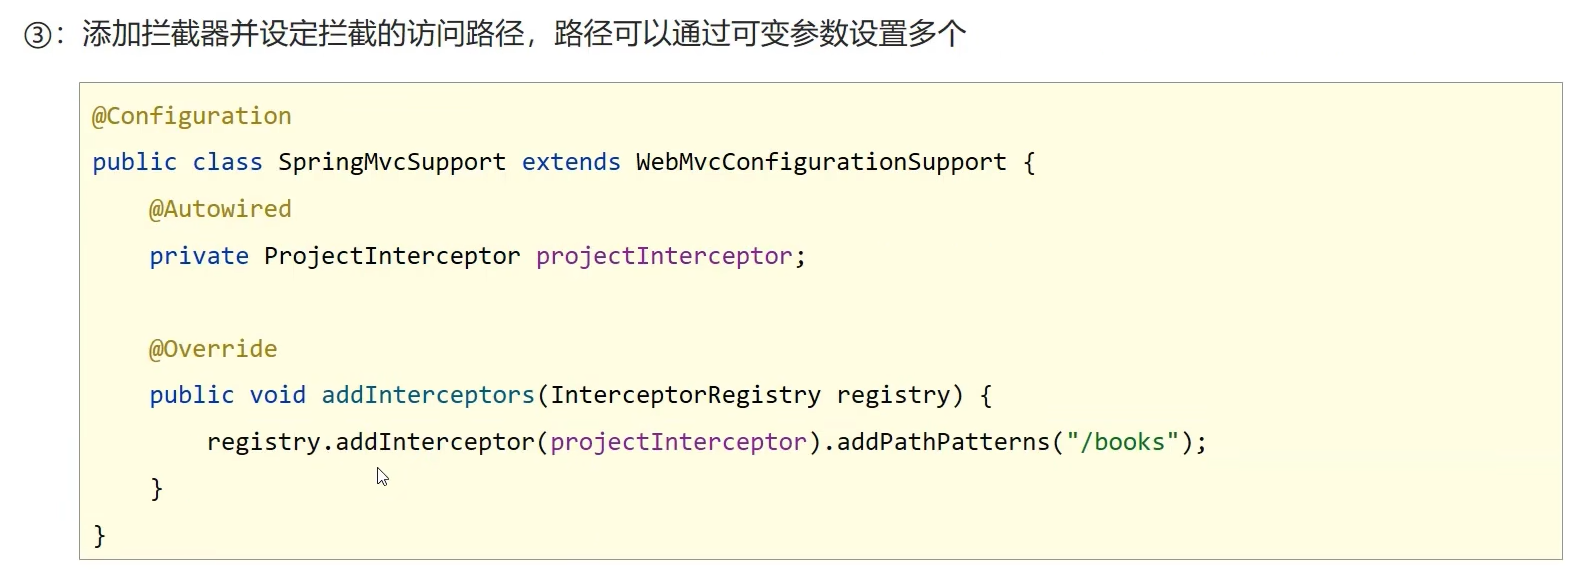 ③：添加拦截器并设定拦截的访问路径，路径可以通过可变参数设置多个
@Configuration
public class SpringMvcSupport extends WebMvcConfigurationSupport {
    @Autowired
    private ProjectInterceptor projectInterceptor;
    @Override
    public void addInterceptors(InterceptorRegistry registry) {
        registry.addInterceptor(projectInterceptor).addPathPatterns("/books");
    }
}